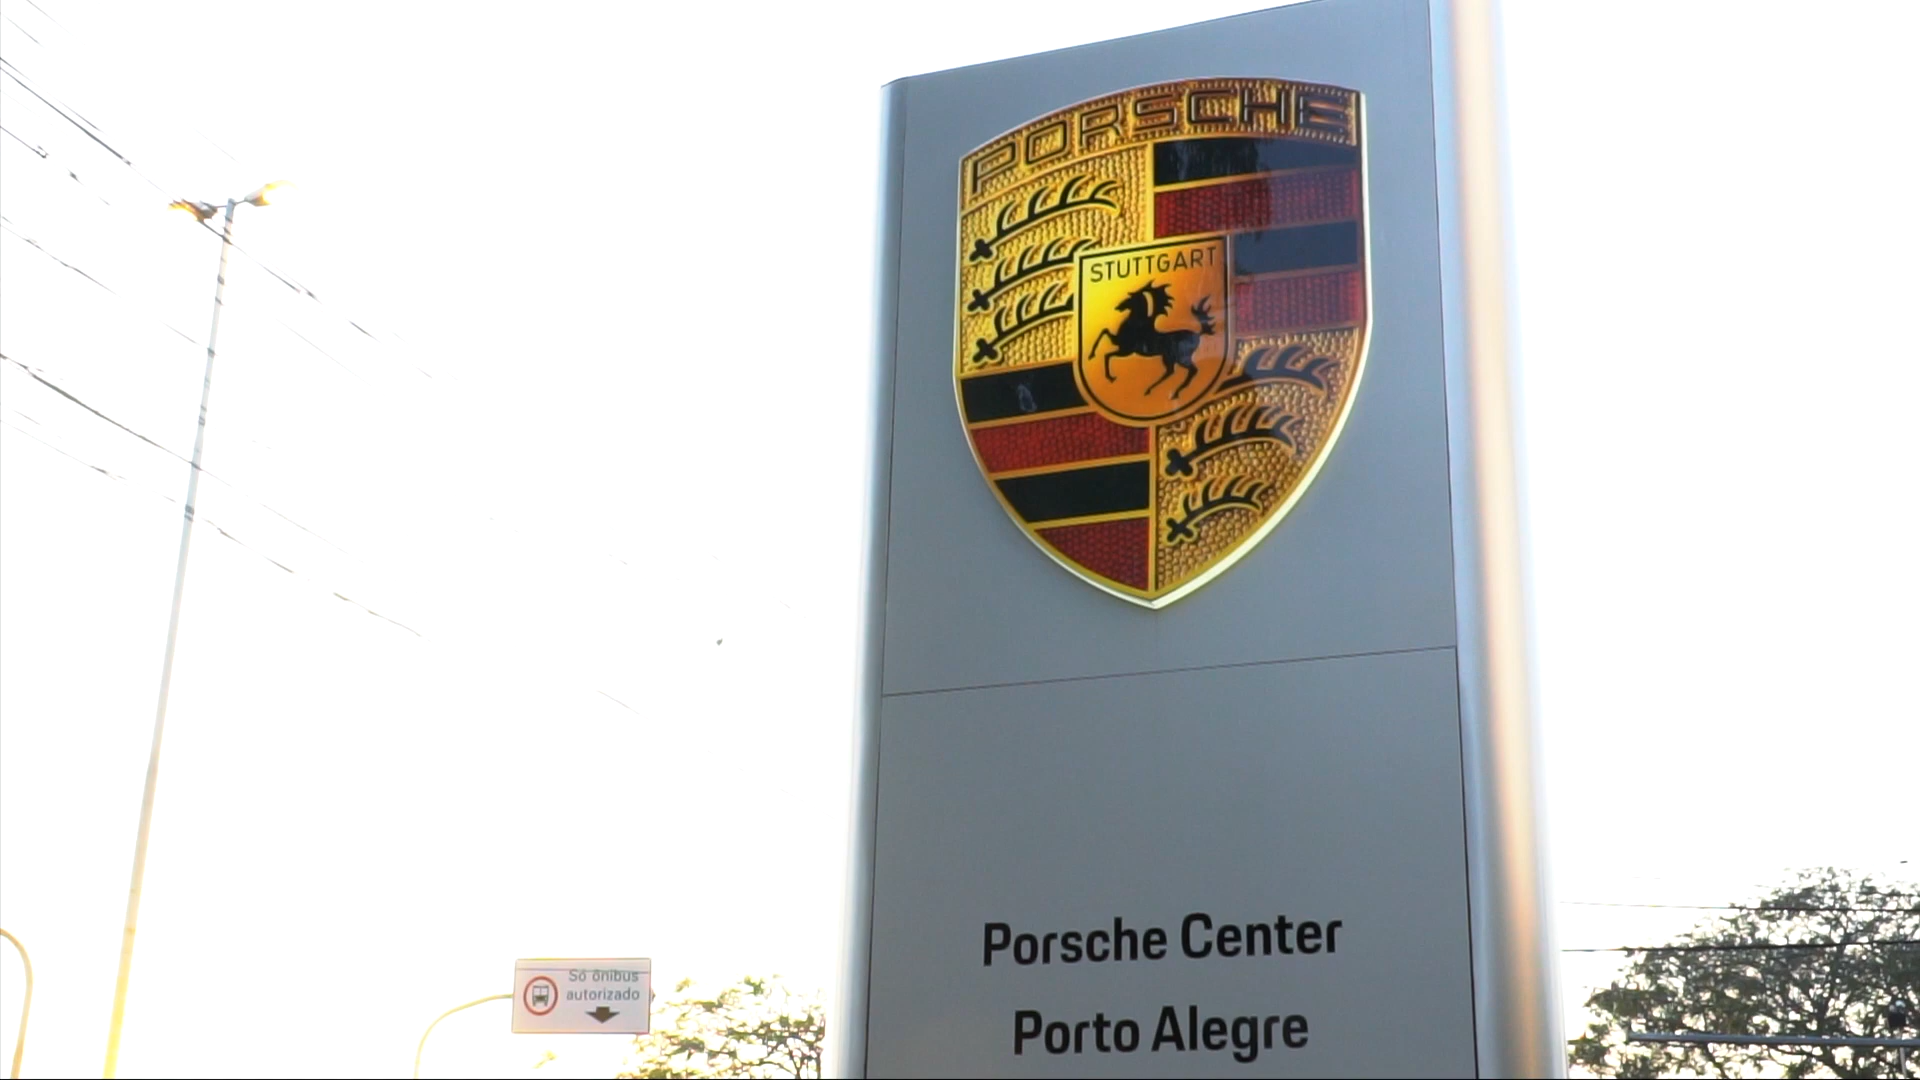 PORSCHE
STUTTGART
Porsche Center
Porto Alegre
Só ônibus
autorizado